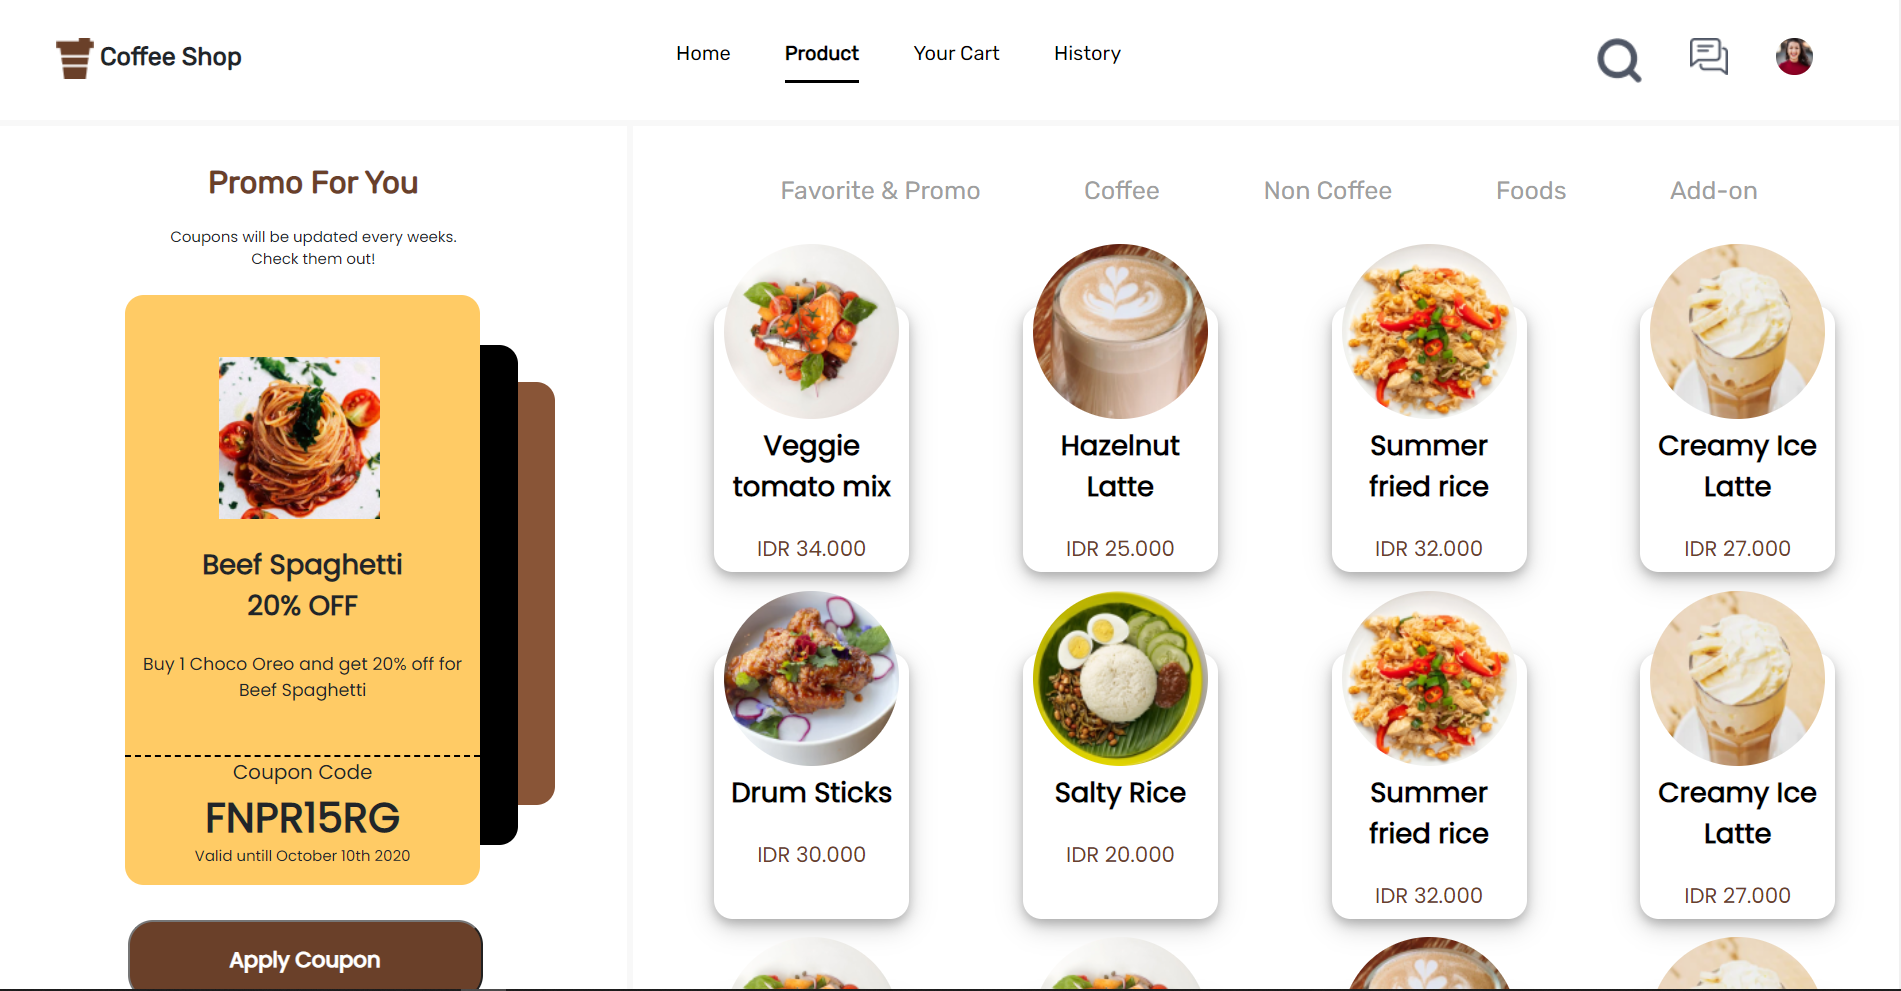 Coffee Shop
Home
Product
Your Cart
History
Promo For You
Coupons will be updated every weeks.
Check them out!
Beef Spaghetti
20% OFF
Buy 1 Choco Oreo and get 20% off for
Beef Spaghetti
Coupon Code
FNPR15RG
Valid untill October 10th 2020
Apply Coupon
Favorite & Promo
Coffee
Non Coffee
Foods
Add-on
Veggie
tomato mix
IDR 34.000
Hazelnut
Latte
IDR 25.000
Summer
fried rice
IDR 32.000
Creamy Ice
Latte
IDR 27.000
Drum Sticks
IDR 30.000
Salty Rice
IDR 20.000
Summer
fried rice
IDR 32.000
Creamy Ice
Latte
IDR 27.000